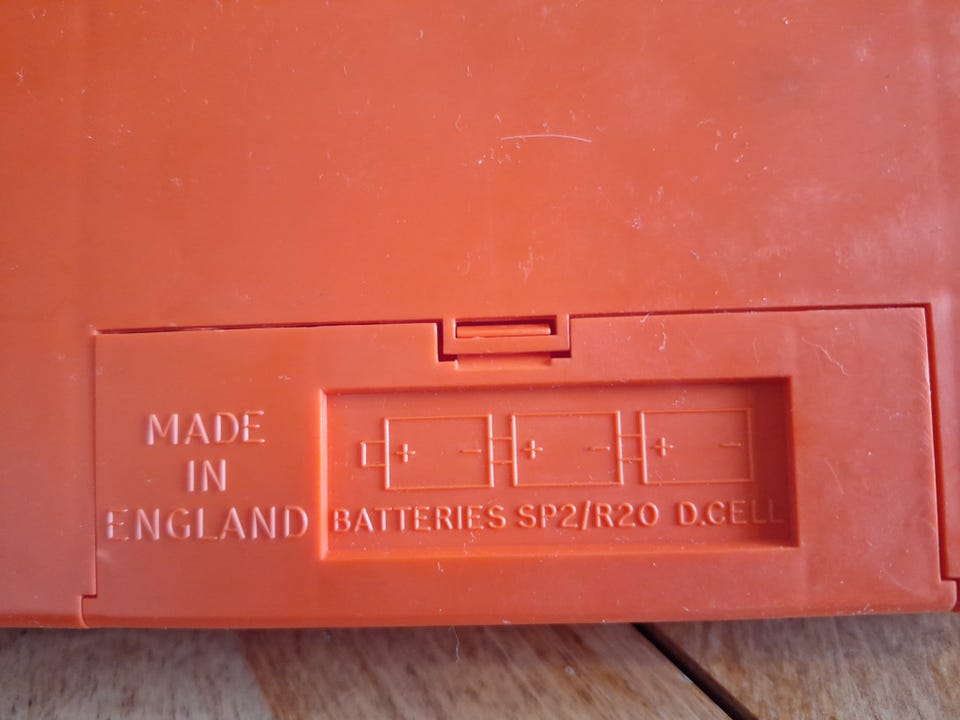 MADE
IN
ENGLAND
+ - + - + -
BATTERIES SP2/R20 D.CELL